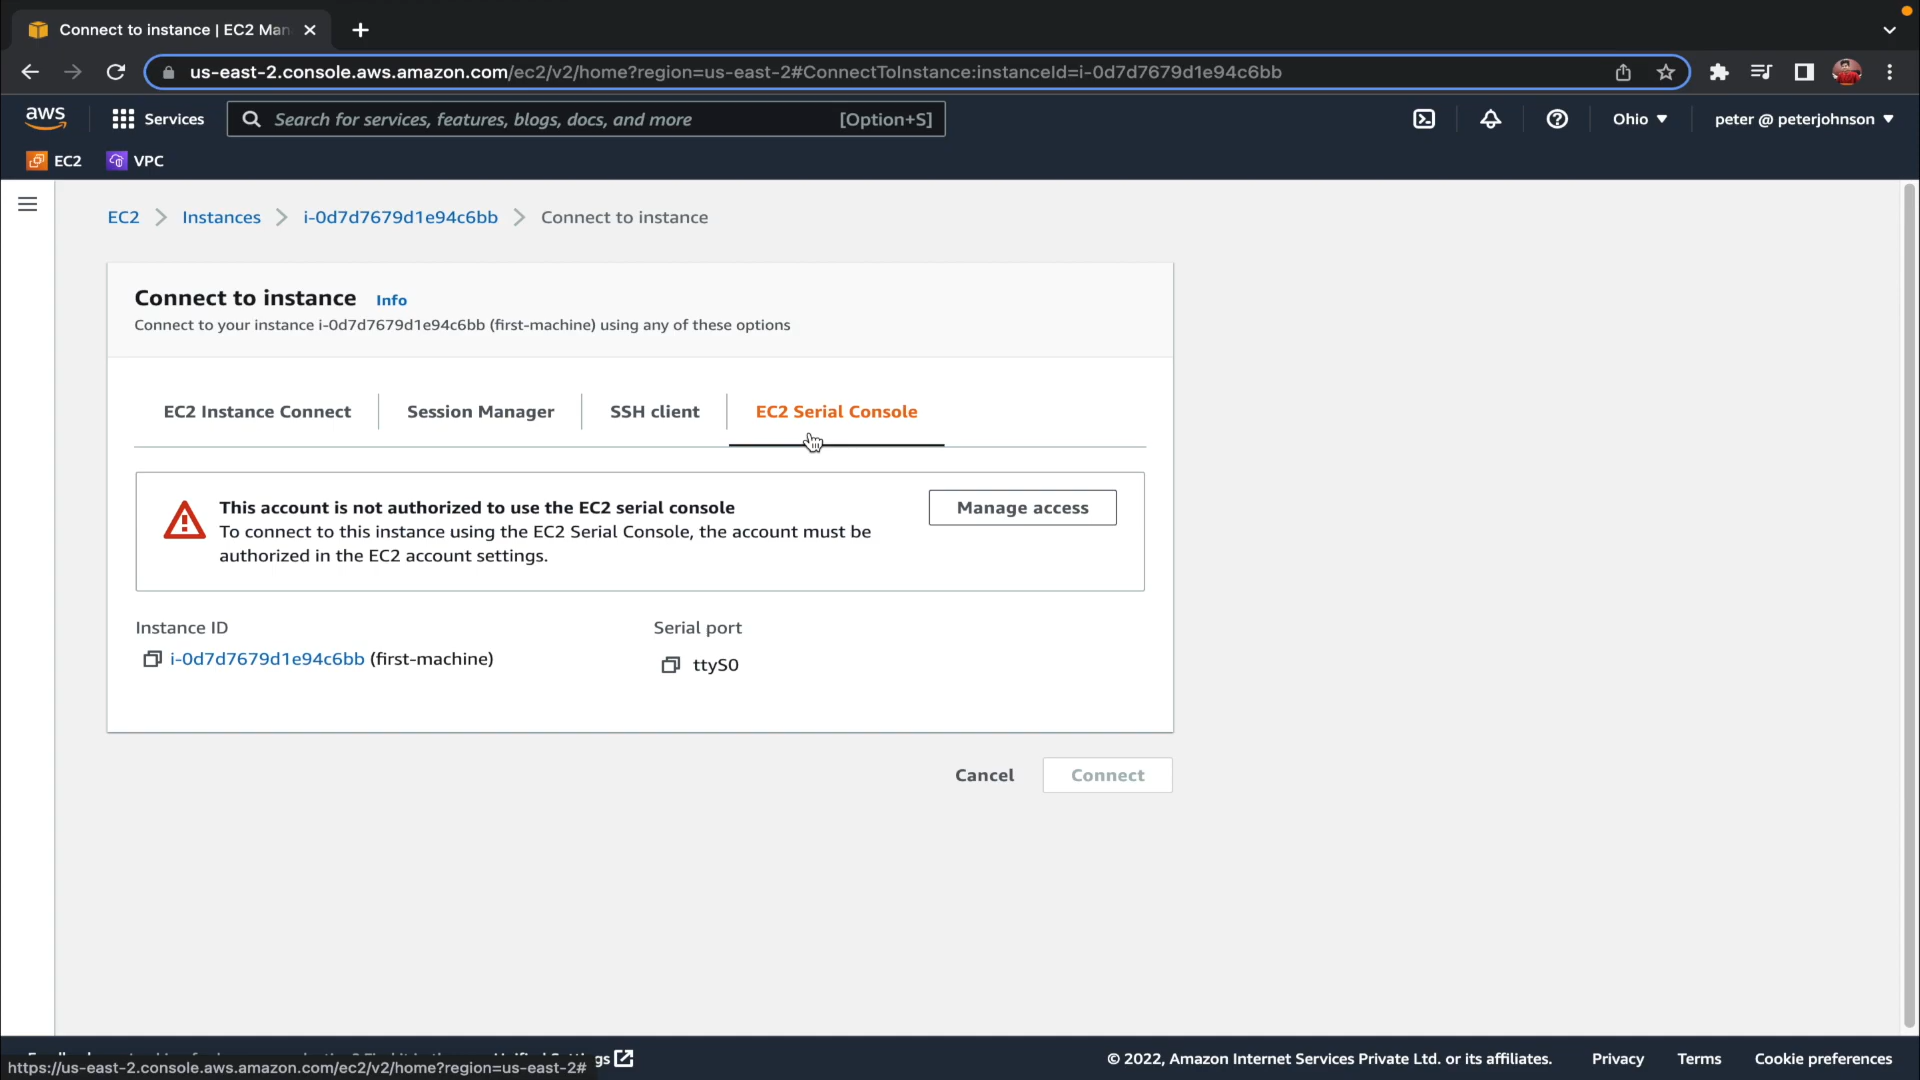 Connect to instance | EC2 Man
us-east-2.console.aws.amazon.com/ec2/v2/home?region=us-east-2#ConnectToInstance:instanceId=i-0d7d7679d1e94c6bb
aws Services Search for services, features, blogs, docs, and more [Option+S] Ohio peter @ peterjohnson
EC2 VPC
EC2 Instances i-0d7d7679d1e94c6bb Connect to instance
Connect to instance Info
Connect to your instance i-0d7d7679d1e94c6bb (first-machine) using any of these options
EC2 Instance Connect Session Manager SSH client EC2 Serial Console
This account is not authorized to use the EC2 serial console
To connect to this instance using the EC2 Serial Console, the account must be
authorized in the EC2 account settings.
Manage access
Instance ID Serial port
i-0d7d7679d1e94c6bb (first-machine) ttyS0
Cancel Connect
© 2022, Amazon Internet Services Private Ltd. or its affiliates. Privacy Terms Cookie preferences
https://us-east-2.console.aws.amazon.com/ec2/v2/home?region=us-east-2#